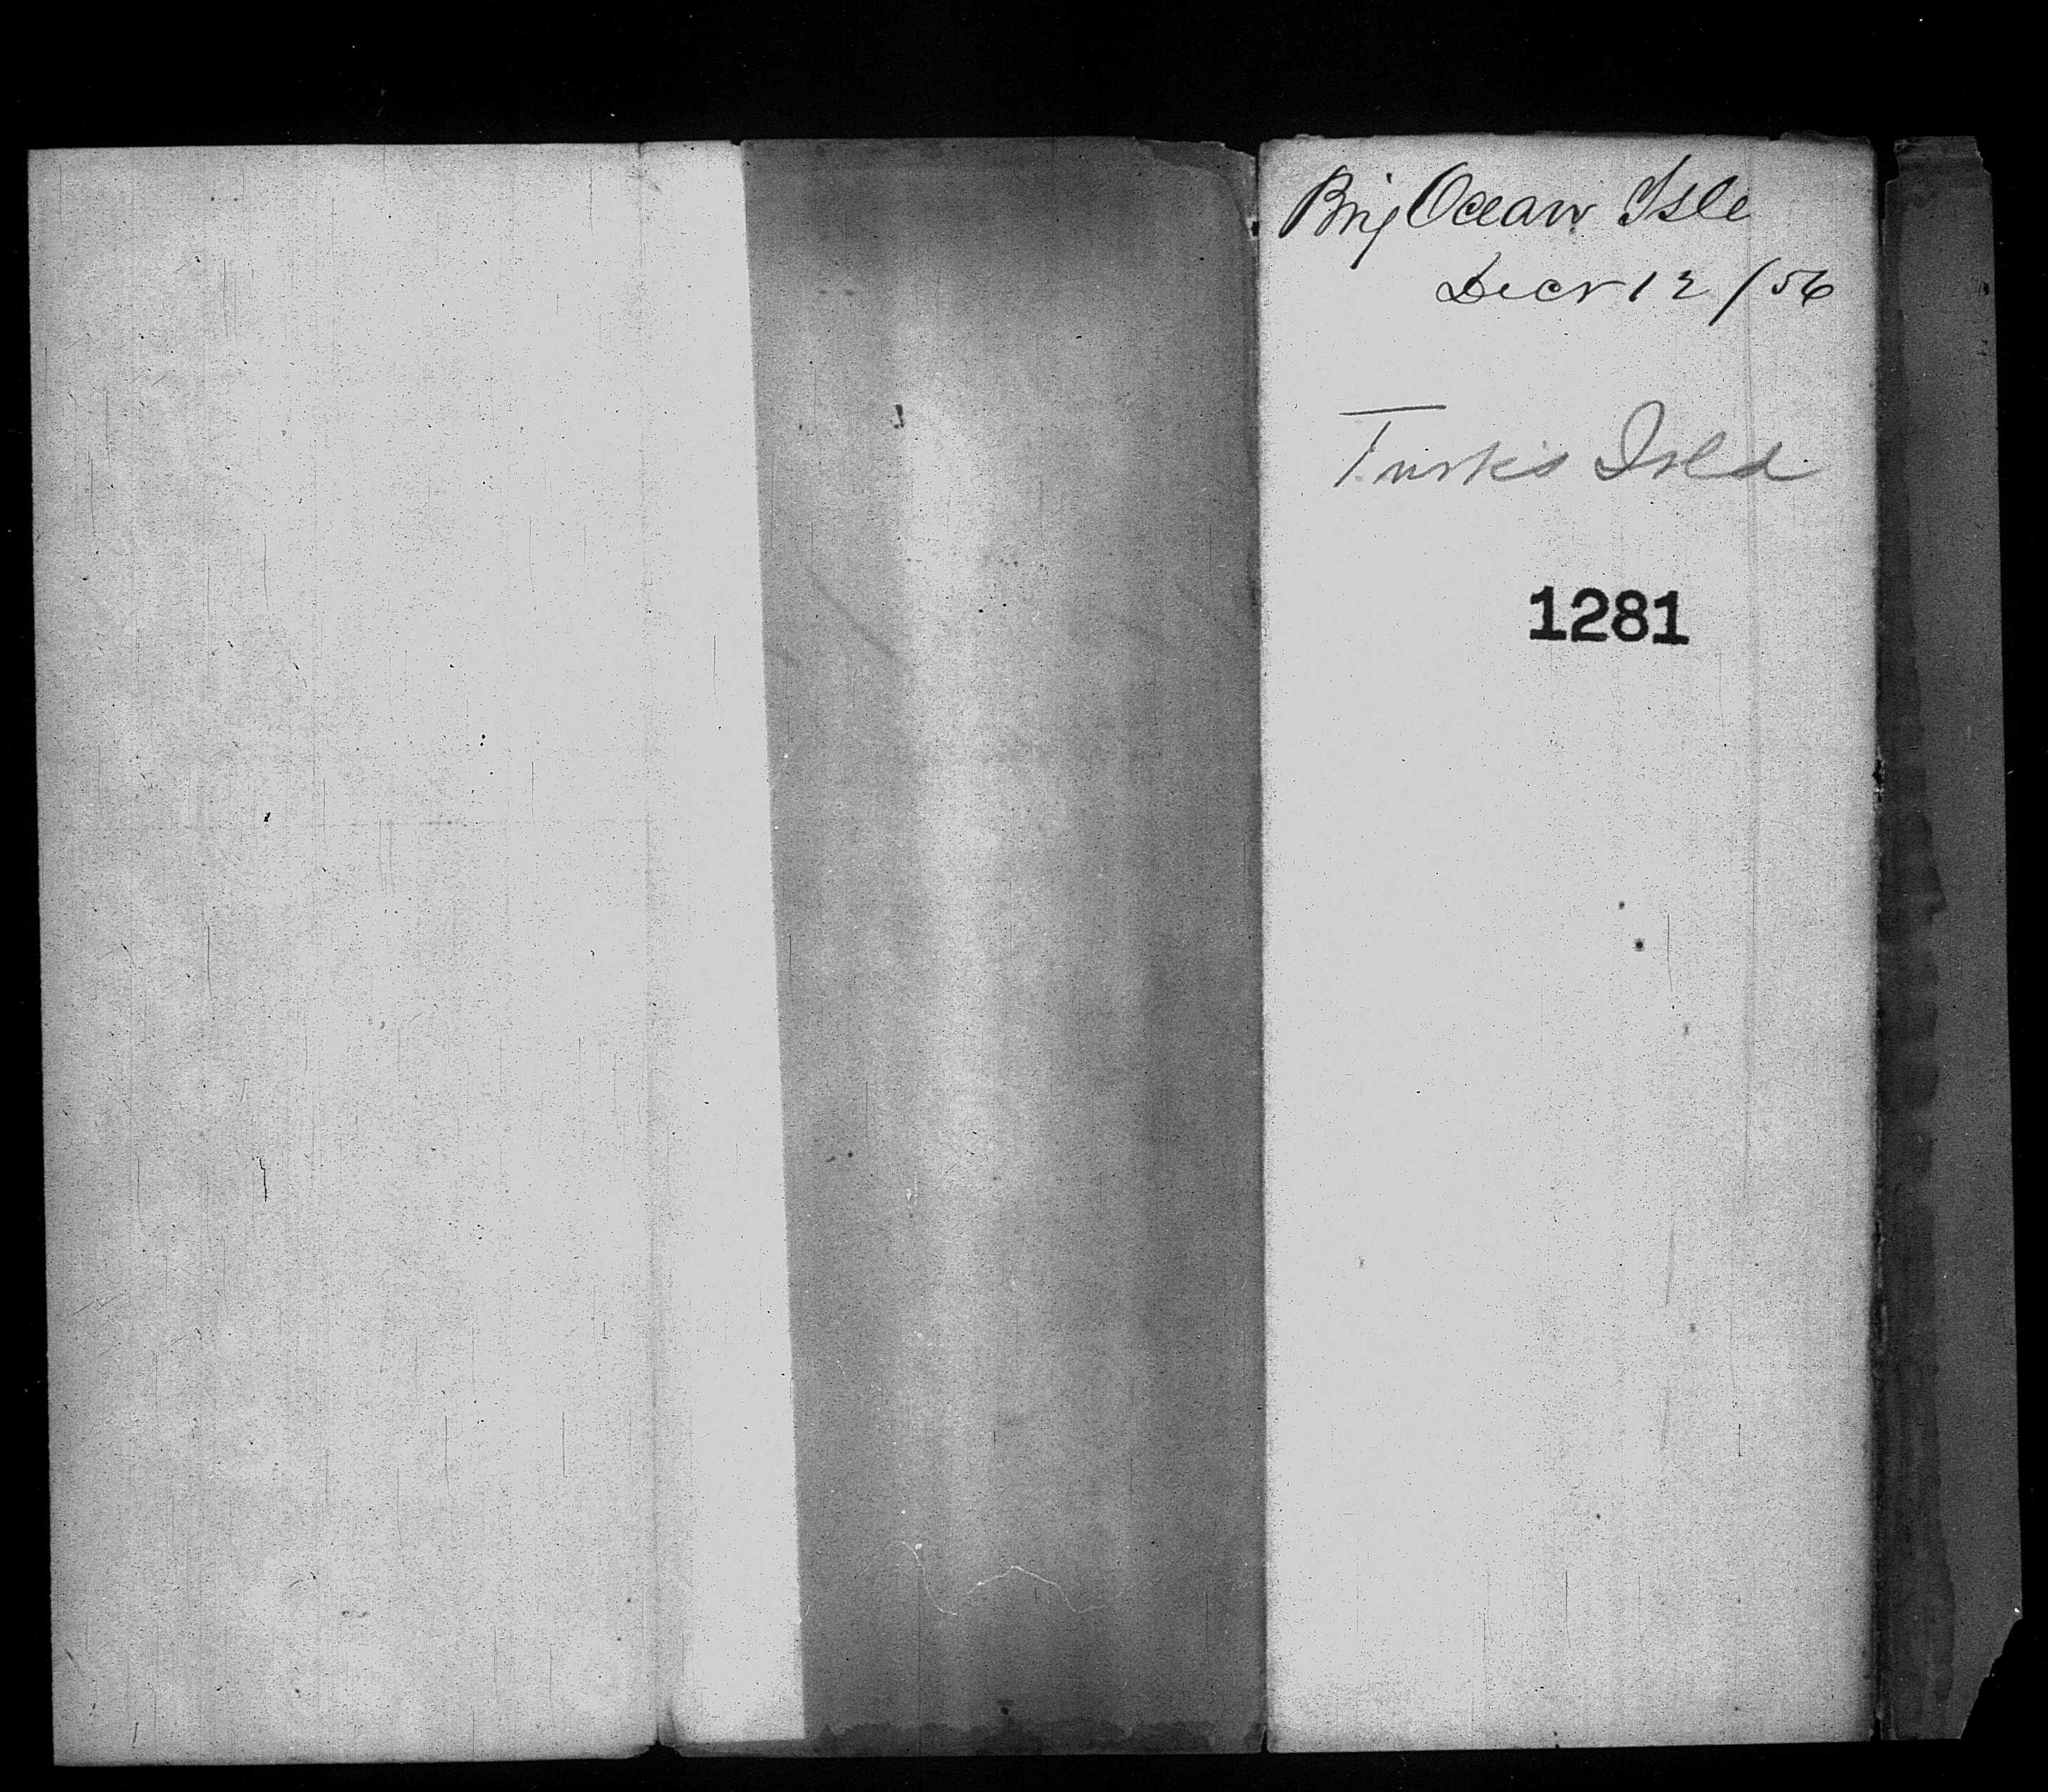 Brig Ocean Isle
Decr 12 / 56
Turks Isld
1281